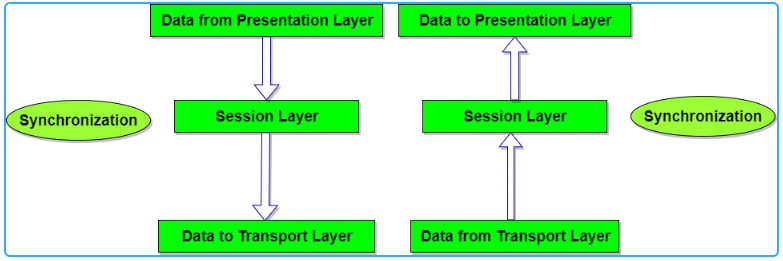 Data from Presentation Layer
Data to Presentation Layer
Synchronization
Session Layer
Session Layer
Synchronization
Data to Transport Layer
Data from Transport Layer